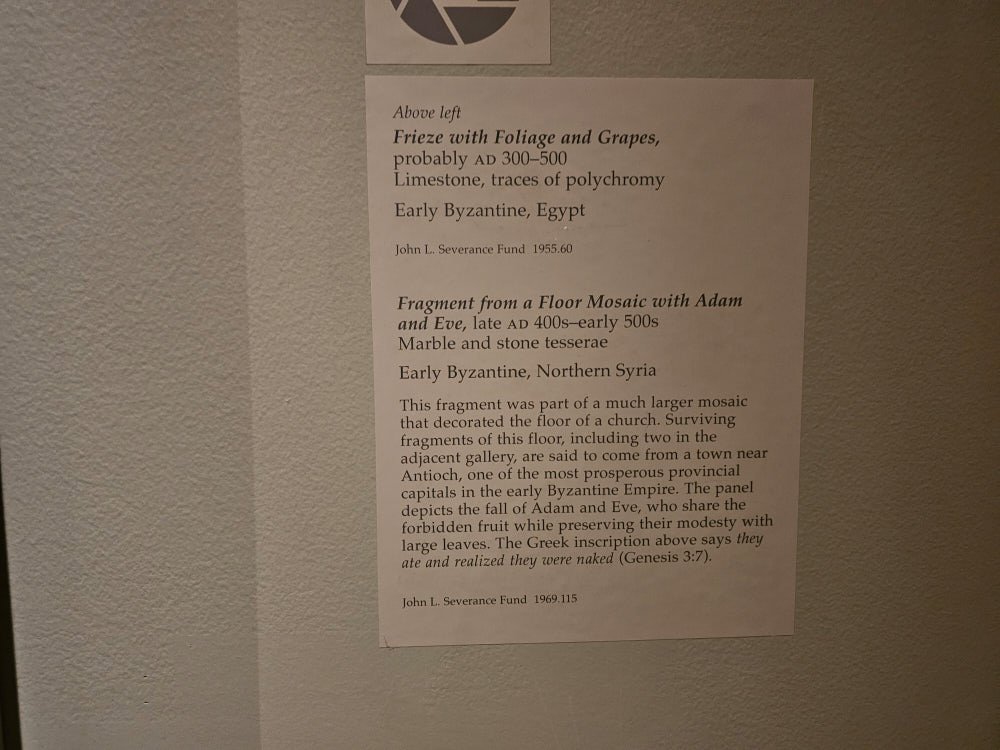 Above left
Frieze with Foliage and Grapes,
probably AD 300–500
Limestone, traces of polychromy
Early Byzantine, Egypt
John L. Severance Fund 1955.60
Fragment from a Floor Mosaic with Adam
and Eve, late AD 400s–early 500s
Marble and stone tesserae
Early Byzantine, Northern Syria
This fragment was part of a much larger mosaic
that decorated the floor of a church. Surviving
fragments of this floor, including two in the
adjacent gallery, are said to come from a town near
Antioch, one of the most prosperous provincial
capitals in the early Byzantine Empire. The panel
depicts the fall of Adam and Eve, who share the
forbidden fruit while preserving their modesty with
large leaves. The Greek inscription above says they
ate and realized they were naked (Genesis 3:7).
John L. Severance Fund 1969.115